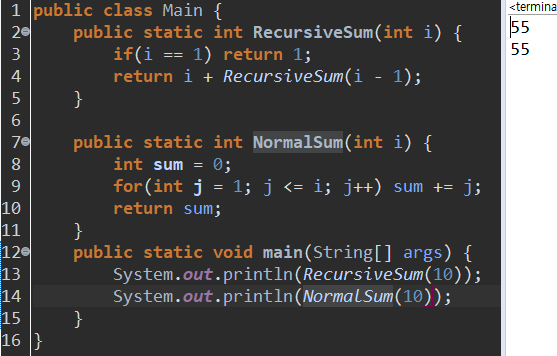 1 public class Main {
2 public static int RecursiveSum(int i) {
3 if(i == 1) return 1;
4 return i + RecursiveSum(i - 1);
5 }
6
7 public static int NormalSum(int i) {
8 int sum = 0;
9 for(int j = 1; j <= i; j++) sum += j;
10 return sum;
11 }
12 public static void main(String[] args) {
13 System.out.println(RecursiveSum(10));
14 System.out.println(NormalSum(10));
15 }
16 }
<termina
55
55